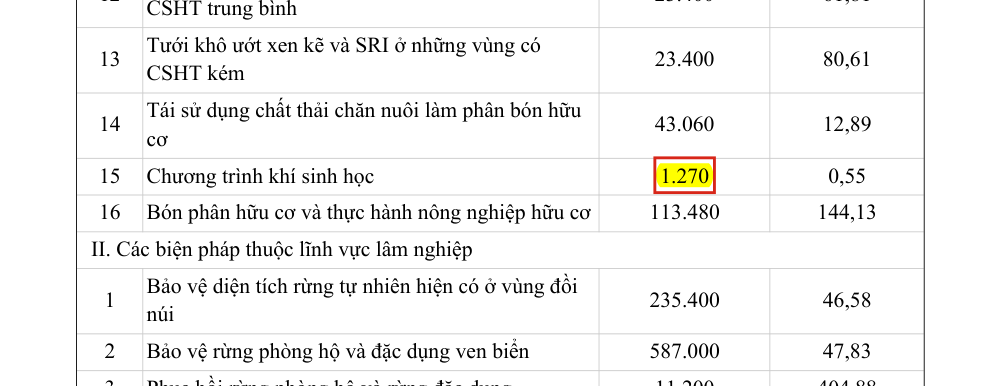 CSHT trung bình
13 Tưới khô ướt xen kẽ và SRI ở những vùng có CSHT kém 23.400 80,61
14 Tái sử dụng chất thải chăn nuôi làm phân bón hữu cơ 43.060 12,89
15 Chương trình khí sinh học 1.270 0,55
16 Bón phân hữu cơ và thực hành nông nghiệp hữu cơ 113.480 144,13
II. Các biện pháp thuộc lĩnh vực lâm nghiệp
1 Bảo vệ diện tích rừng tự nhiên hiện có ở vùng đồi núi 235.400 46,58
2 Bảo vệ rừng phòng hộ và đặc dụng ven biển 587.000 47,83